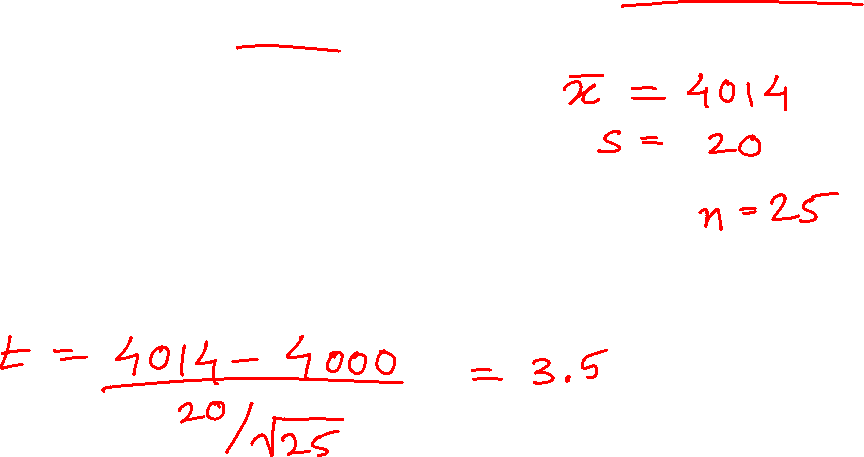 x̄ = 4014
s = 20
n = 25
t = (4014 - 4000) / (20/√25) = 3.5